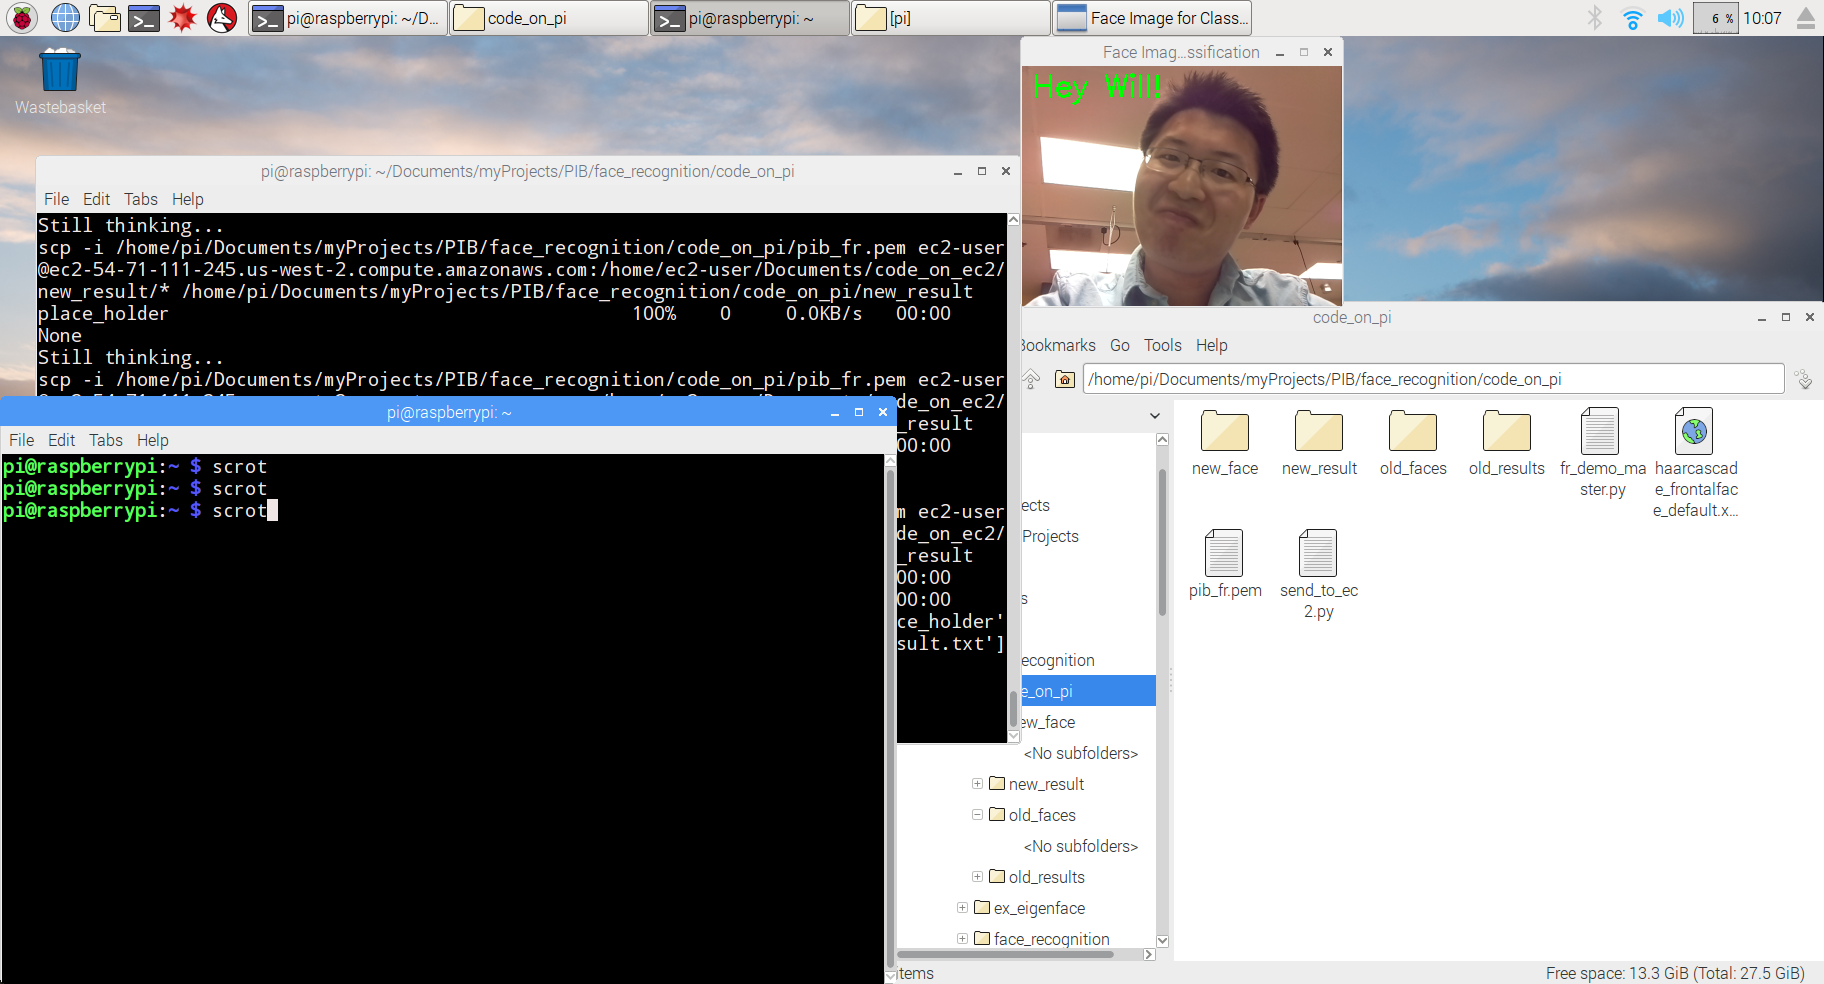 pi@raspberrypi: ~/D...
code_on_pi
pi@raspberrypi: ~
[pi]
Face Image for Class...
6 %
10:07
Wastebasket
Face Imag...ssification
Hey Will!
pi@raspberrypi: ~/Documents/myProjects/PIB/face_recognition/code_on_pi
File Edit Tabs Help
Still thinking...
scp -i /home/pi/Documents/myProjects/PIB/face_recognition/code_on_pi/pib_fr.pem ec2-user
@ec2-54-71-111-245.us-west-2.compute.amazonaws.com:/home/ec2-user/Documents/code_on_ec2/
new_result/* /home/pi/Documents/myProjects/PIB/face_recognition/code_on_pi/new_result
place_holder 100% 0 0.0KB/s 00:00
None
Still thinking...
scp -i /home/pi/Documents/myProjects/PIB/face_recognition/code_on_pi/pib_fr.pem ec2-user
de_on_ec2/
_result
00:00
m ec2-user
de_on_ec2/
_result
00:00
00:00
ce_holder'
sult.txt']
pi@raspberrypi: ~
File Edit Tabs Help
pi@raspberrypi:~ $ scrot
pi@raspberrypi:~ $ scrot
pi@raspberrypi:~ $ scrot
code_on_pi
Bookmarks Go Tools Help
/home/pi/Documents/myProjects/PIB/face_recognition/code_on_pi
ects
Projects
s
ecognition
e_on_pi
ew_face
<No subfolders>
new_result
old_faces
<No subfolders>
old_results
ex_eigenface
face_recognition
new_face
new_result
old_faces
old_results
fr_demo_ma
ster.py
haarcascad
e_frontalfac
e_default.x...
pib_fr.pem
send_to_ec
2.py
items
Free space: 13.3 GiB (Total: 27.5 GiB)